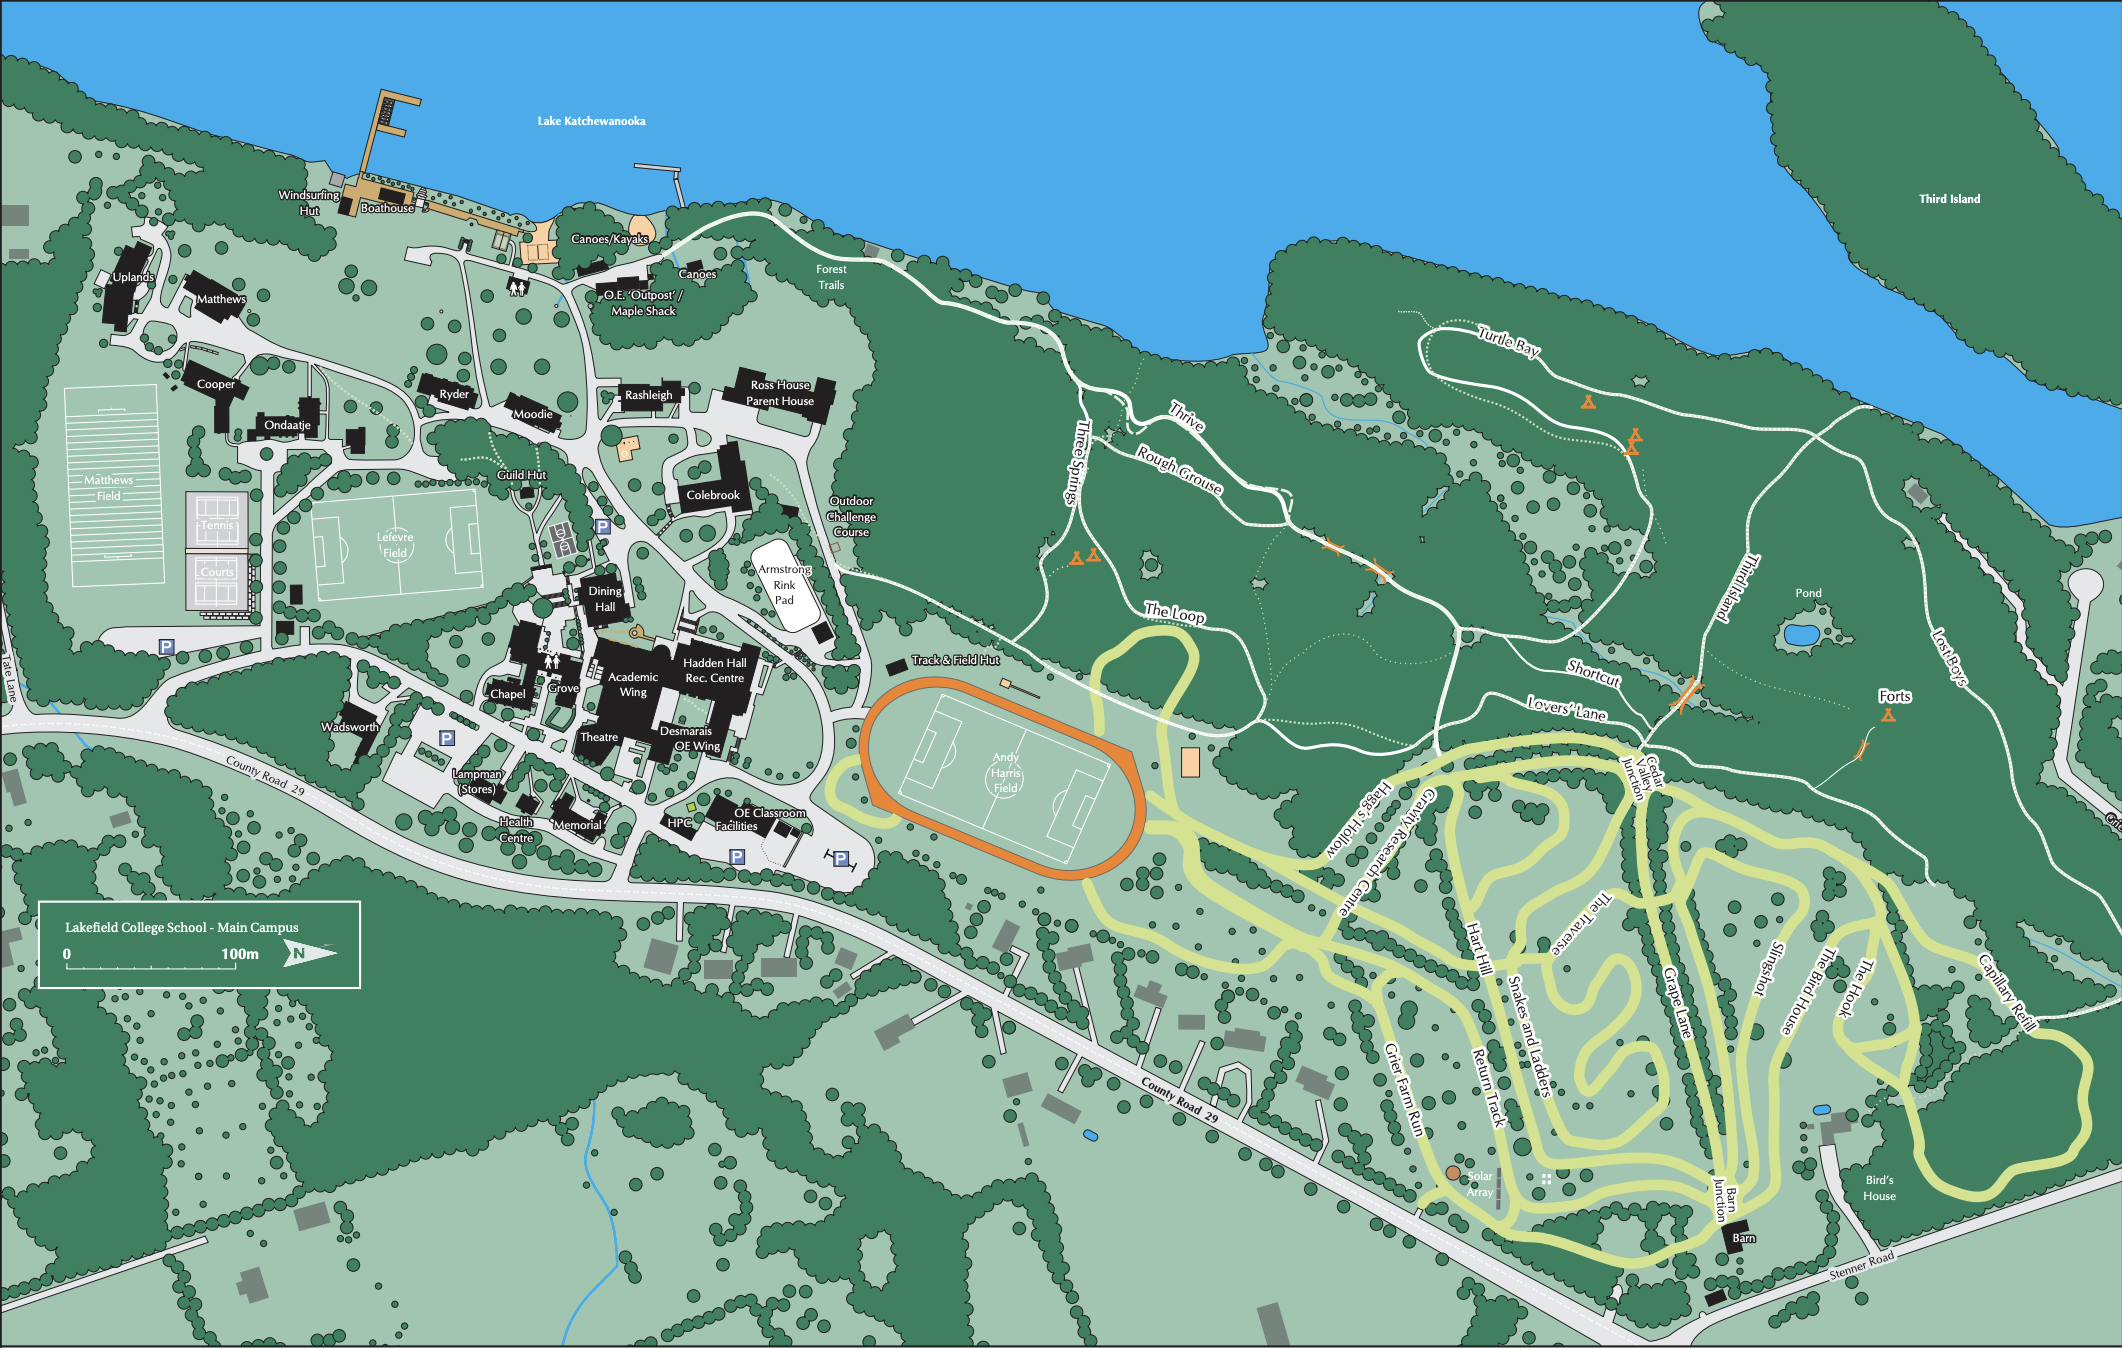 Lake Katchewanooka
Third Island
Windsurfing
Hut
Boathouse
Canoes/Kayaks
Canoes
O.E. 'Outpost' /
Maple Shack
Forest
Trails
Uplands
Matthews
Cooper
Ondaatje
Ryder
Moodie
Rashleigh
Ross House
Parent House
Turtle Bay
Thrive
Rough Grouse
Three Springs
The Loop
Guild Hut
Colebrook
Outdoor
Challenge
Course
Matthews
Field
Tennis
Courts
Lefevre
Field
P
Armstrong
Rink
Pad
Dining
Hall
Hadden Hall
Rec. Centre
Academic
Wing
Track & Field Hut
Third Island
Pond
Lost Boys
Shortcut
Lovers' Lane
Forts
P
Tate Lane
Chapel
Grove
Theatre
Desmarais
OE Wing
Wadsworth
P
Lampman
(Stores)
Health
Centre
Memorial
HPC
OE Classroom
Facilities
P
P
Andy
Harris
Field
County Road 29
Cedar
Valley
Junction
Hagg's Hollow
Gravity Research Centre
The Traverse
Hart Hill
Snakes and Ladders
Grape Lane
Slingshot
The Bird House
The Hook
Capillary Refill
Grier Farm Run
Return Track
Lakefield College School - Main Campus
0
100m
N
County Road 29
Solar
Array
Barn
Junction
Barn
Bird's
House
Stenner Road